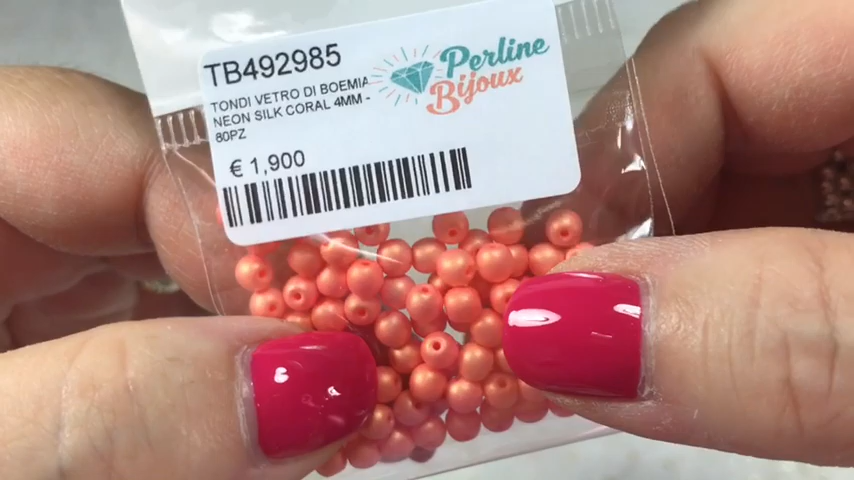 TB492985
Perline
Bijoux
TONDI VETRO DI BOEMIA
NEON SILK CORAL 4MM -
80PZ
€ 1,900